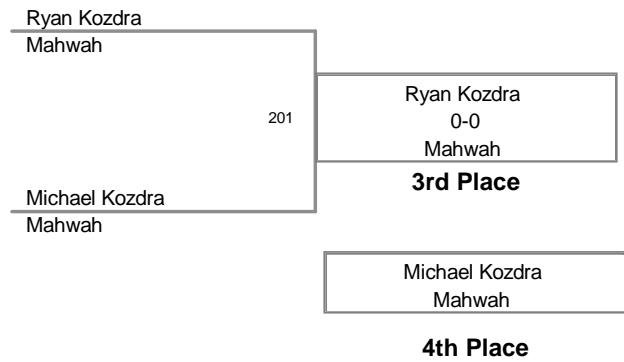 Ryan Kozdra
Mahwah
201
Ryan Kozdra
0-0
Mahwah
3rd Place
Michael Kozdra
Mahwah
Michael Kozdra
Mahwah
4th Place